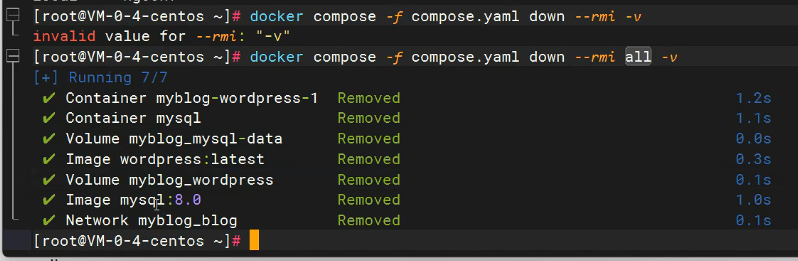 [root@VM-0-4-centos ~]# docker compose -f compose.yaml down --rmi -v
invalid value for --rmi: "-v"
[root@VM-0-4-centos ~]# docker compose -f compose.yaml down --rmi all -v
[+] Running 7/7
✔ Container myblog-wordpress-1 Removed 1.2s
✔ Container mysql Removed 1.1s
✔ Volume myblog_mysql-data Removed 0.0s
✔ Image wordpress:latest Removed 0.3s
✔ Volume myblog_wordpress Removed 0.1s
✔ Image mysql:8.0 Removed 1.0s
✔ Network myblog_blog Removed 0.1s
[root@VM-0-4-centos ~]#